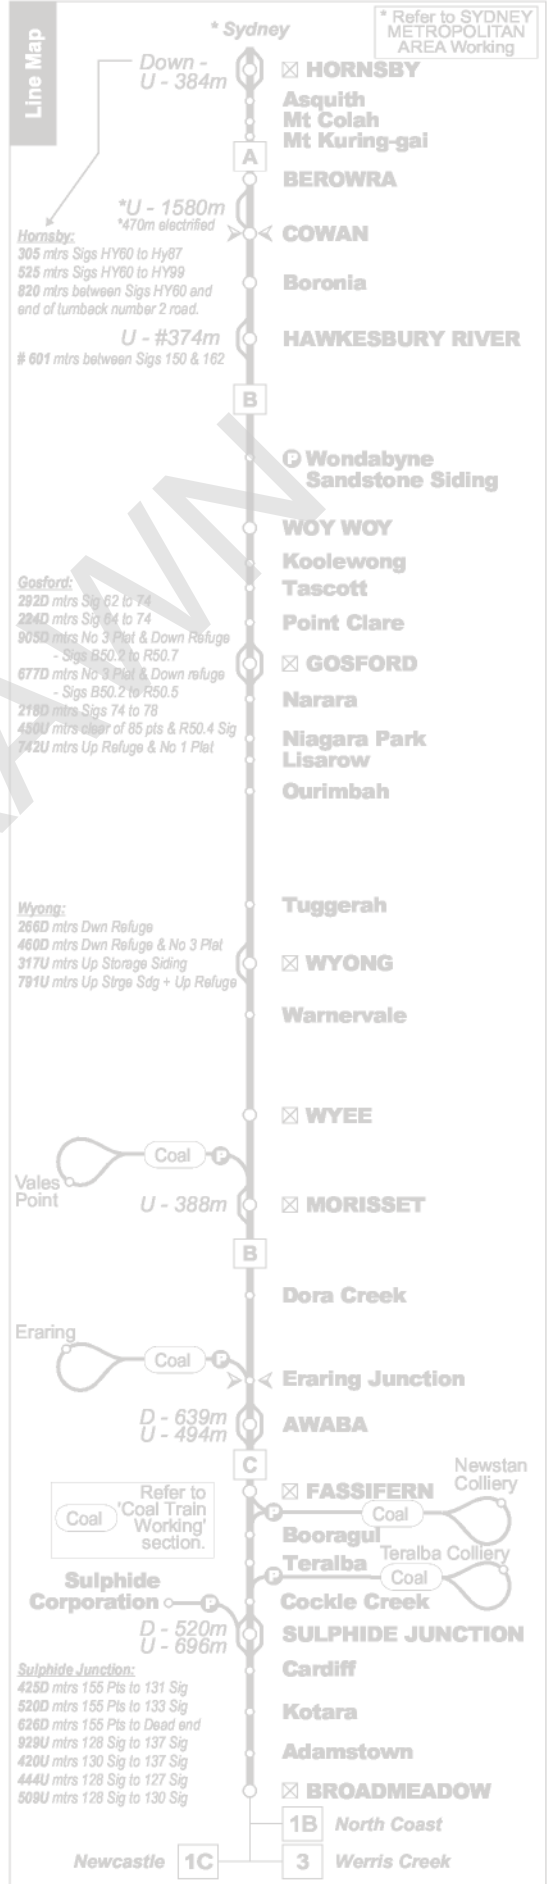 Line Map
* Sydney
* Refer to SYDNEY
METROPOLITAN
AREA Working
Down -
U - 384m
HORNSBY
Asquith
Mt Colah
Mt Kuring-gai
A
BEROWRA
*U - 1580m
*470m electrified
COWAN
Hornsby:
305 mtrs Sigs HY60 to Hy87
525 mtrs Sigs HY60 to HY99
820 mtrs between Sigs HY60 and
end of turnback number 2 road.
Boronia
U - #374m
HAWKESBURY RIVER
# 601 mtrs between Sigs 150 & 162
B
P Wondabyne
Sandstone Siding
WOY WOY
Koolewong
Tascott
Point Clare
Gosford:
292D mtrs Sig 62 to 74
224D mtrs Sig 64 to 74
905D mtrs No 3 Plat & Down Refuge
- Sigs B50.2 to R50.7
677D mtrs No 3 Plat & Down refuge
- Sigs B50.2 to R50.5
218D mtrs Sigs 74 to 78
450U mtrs clear of 85 pts & R50.4 Sig
742U mtrs Up Refuge & No 1 Plat
GOSFORD
Narara
Niagara Park
Lisarow
Ourimbah
Tuggerah
Wyong:
266D mtrs Dwn Refuge
460D mtrs Dwn Refuge & No 3 Plat
317U mtrs Up Storage Siding
791U mtrs Up Strge Sdg + Up Refuge
WYONG
Warnervale
WYEE
Coal
P
Vales
Point
U - 388m
MORISSET
B
Dora Creek
Eraring
Coal
P
Eraring Junction
D - 639m
U - 494m
AWABA
C
Refer to
'Coal Train
Working'
section.
Coal
FASSIFERN
Newstan
Colliery
P
Coal
Booragul
Teralba
Teralba Colliery
P
Coal
Sulphide
Corporation
P
Cockle Creek
D - 520m
U - 696m
SULPHIDE JUNCTION
Sulphide Junction:
425D mtrs 155 Pts to 131 Sig
520D mtrs 155 Pts to 133 Sig
626D mtrs 155 Pts to Dead end
929U mtrs 128 Sig to 137 Sig
420U mtrs 130 Sig to 137 Sig
444U mtrs 128 Sig to 127 Sig
509U mtrs 128 Sig to 130 Sig
Cardiff
Kotara
Adamstown
BROADMEADOW
1B North Coast
Newcastle 1C
3 Werris Creek
AWN